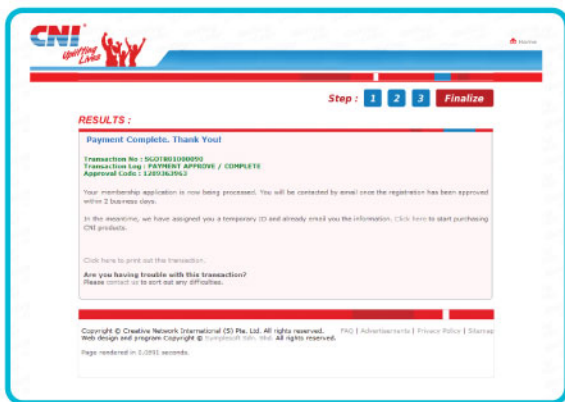 CNI
Uplifting
Lives
Home
Step : 1 2 3 Finalize
RESULTS :
Payment Complete. Thank You!
Transaction No : SGOTR01000090
Transaction Log : PAYMENT APPROVE / COMPLETE
Approval Code : 1289363963
Your membership application is now being processed. You will be contacted by email once the registration has been approved
within 2 business days.
In the meantime, we have assigned you a temporary ID and already email you the information. Click here to start purchasing
CNI products.
Click here to print out the transaction.
Are you having trouble with this transaction?
Please contact us to sort out any difficulties.
Copyright © Creative Network International (S) Pte. Ltd. All rights reserved. FAQ | Advertisements | Privacy Policy | Sitemap
Web design and program Copyright © Sdn. Bhd. All rights reserved.
Page rendered in seconds.